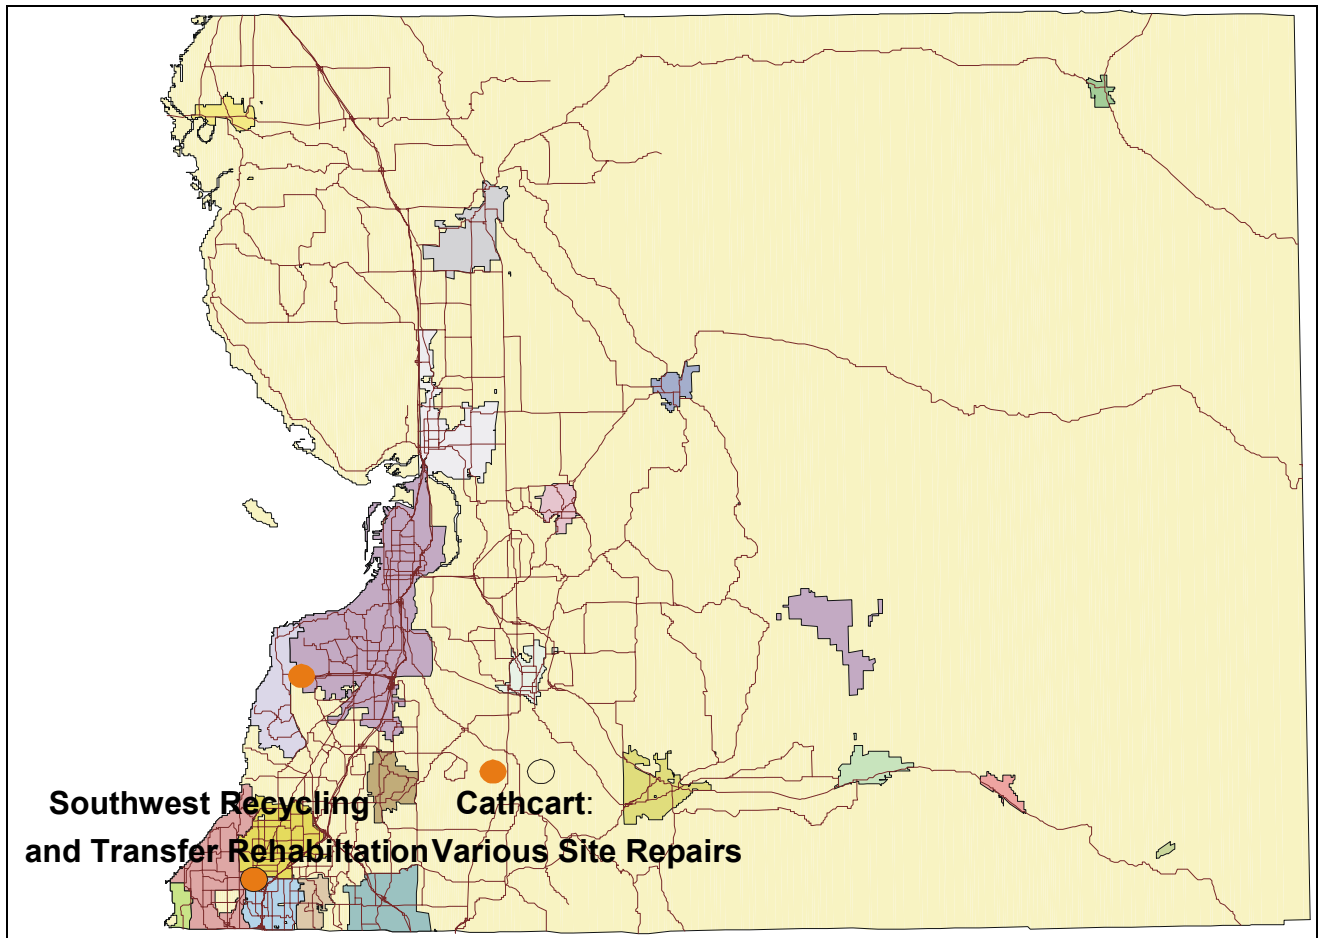 Southwest Recycling
and Transfer Rehabiltation
Cathcart:
Various Site Repairs